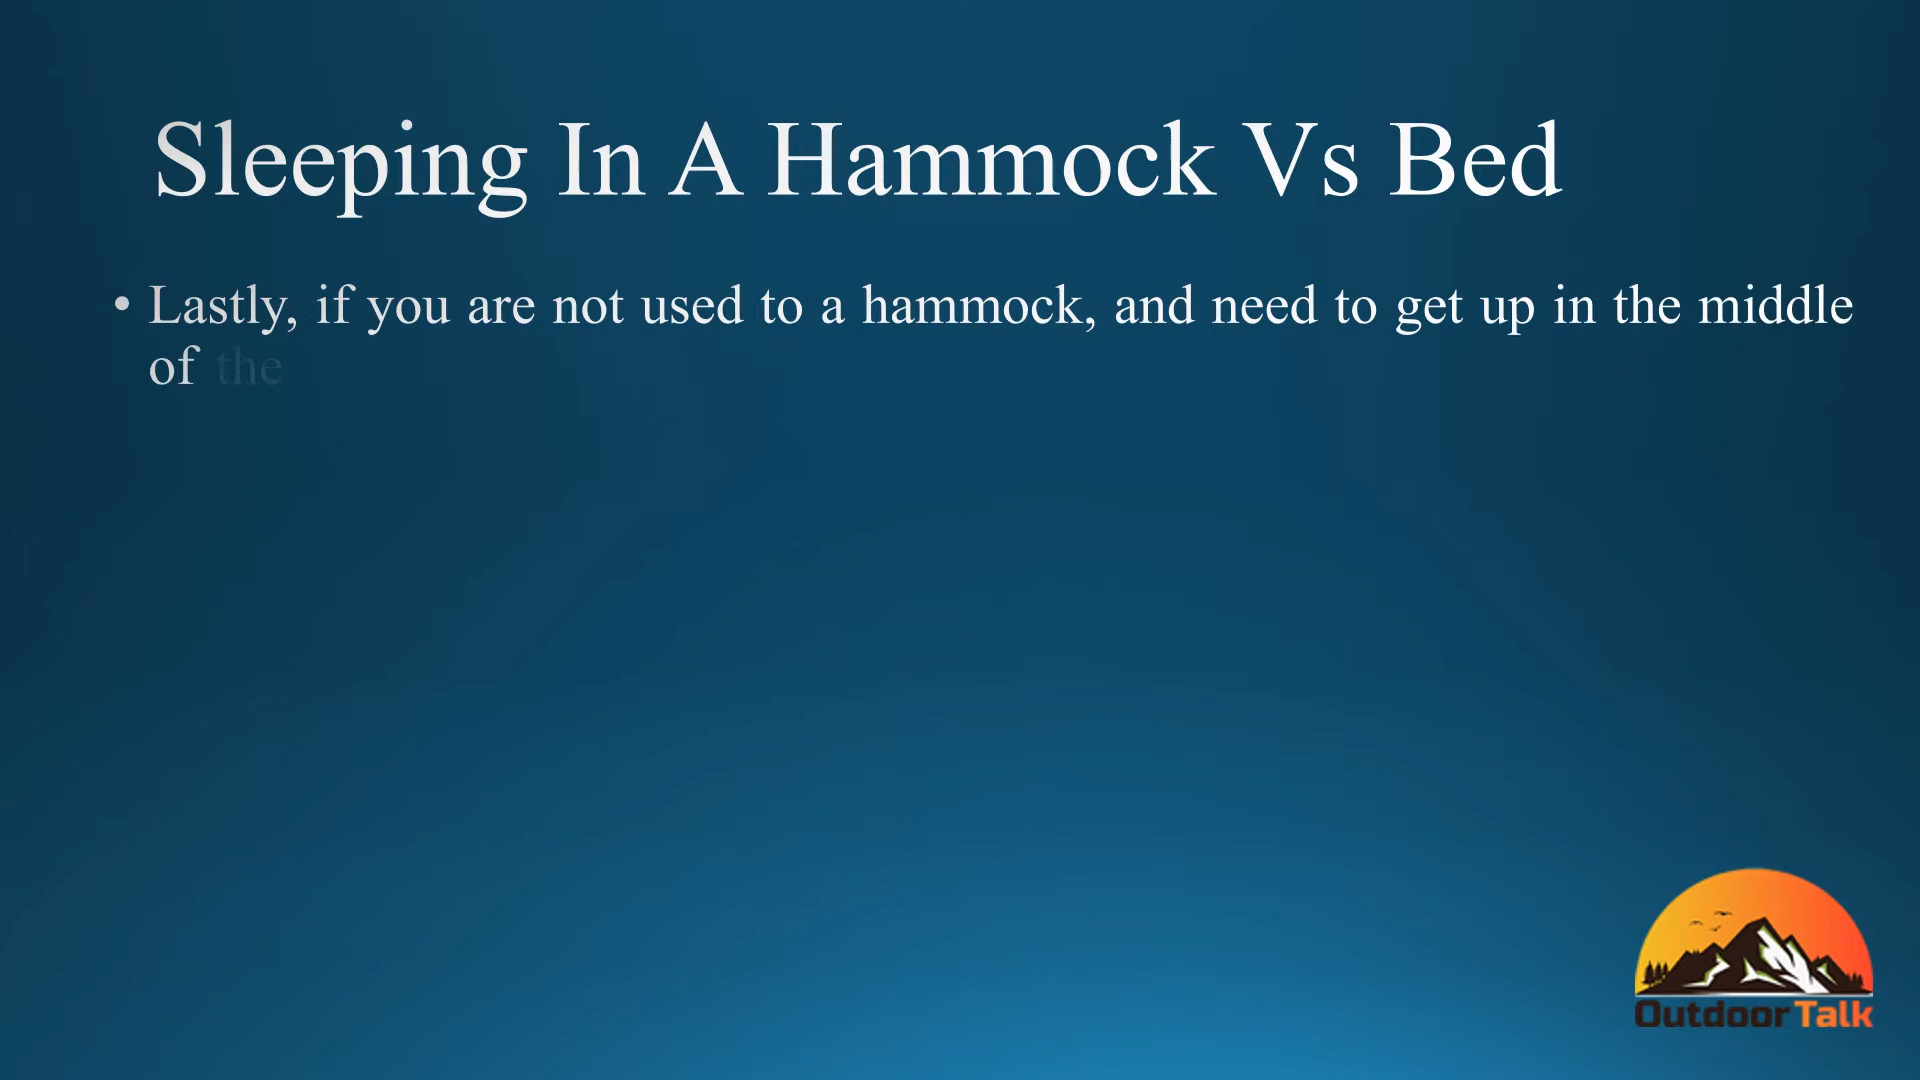 Sleeping In A Hammock Vs Bed
• Lastly, if you are not used to a hammock, and need to get up in the middle
of the
OutdoorTalk